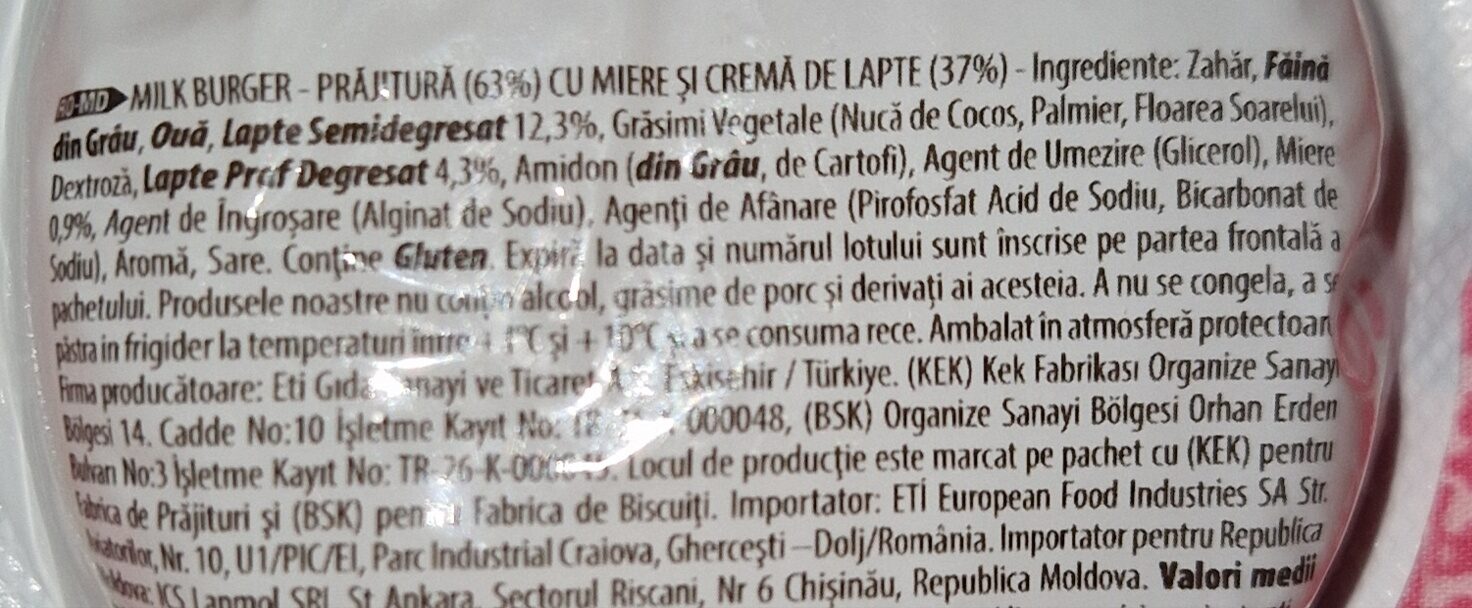 RO-MD MILK BURGER - PRĂJITURĂ (63%) CU MIERE ȘI CREMĂ DE LAPTE (37%) - Ingrediente: Zahăr, Făină
din Grâu, Ouă, Lapte Semidegresat 12,3%, Grăsimi Vegetale (Nucă de Cocos, Palmier, Floarea Soarelui),
Dextroză, Lapte Praf Degresat 4,3%, Amidon (din Grâu, de Cartofi), Agent de Umezire (Glicerol), Miere
0,9%, Agent de Îngroșare (Alginat de Sodiu), Agenți de Afânare (Pirofosfat Acid de Sodiu, Bicarbonat de
Sodiu), Aromă, Sare. Conține Gluten. Expiră la data și numărul lotului sunt înscrise pe partea frontală a
pachetului. Produsele noastre nu conțin alcool, grăsime de porc și derivați ai acesteia. A nu se congela, a se
păstra in frigider la temperaturi între + °C și + 10°C și a se consuma rece. Ambalat în atmosferă protectoare
Firma producătoare: Eti Gıda Sanayi ve Ticaret Eskisehir / Türkiye. (KEK) Kek Fabrikası Organize Sanayi
Bölgesi 14. Cadde No:10 İşletme Kayıt No: 000048, (BSK) Organize Sanayi Bölgesi Orhan Erden
No:3 İşletme Kayıt No: Locul de producție este marcat pe pachet cu (KEK) pentru
Fabrica de Prăjituri și (BSK) pentru Fabrica de Biscuiți. Importator: ETİ European Food Industries SA Str.
Nr. 10, U1/PIC/EI, Parc Industrial Craiova, Ghercești – Dolj/România. Importator pentru Republica
Moldova: ICS Lanmol SRL St Ankara, Sectorul Riscani, Nr 6 Chișinău, Republica Moldova. Valori medii